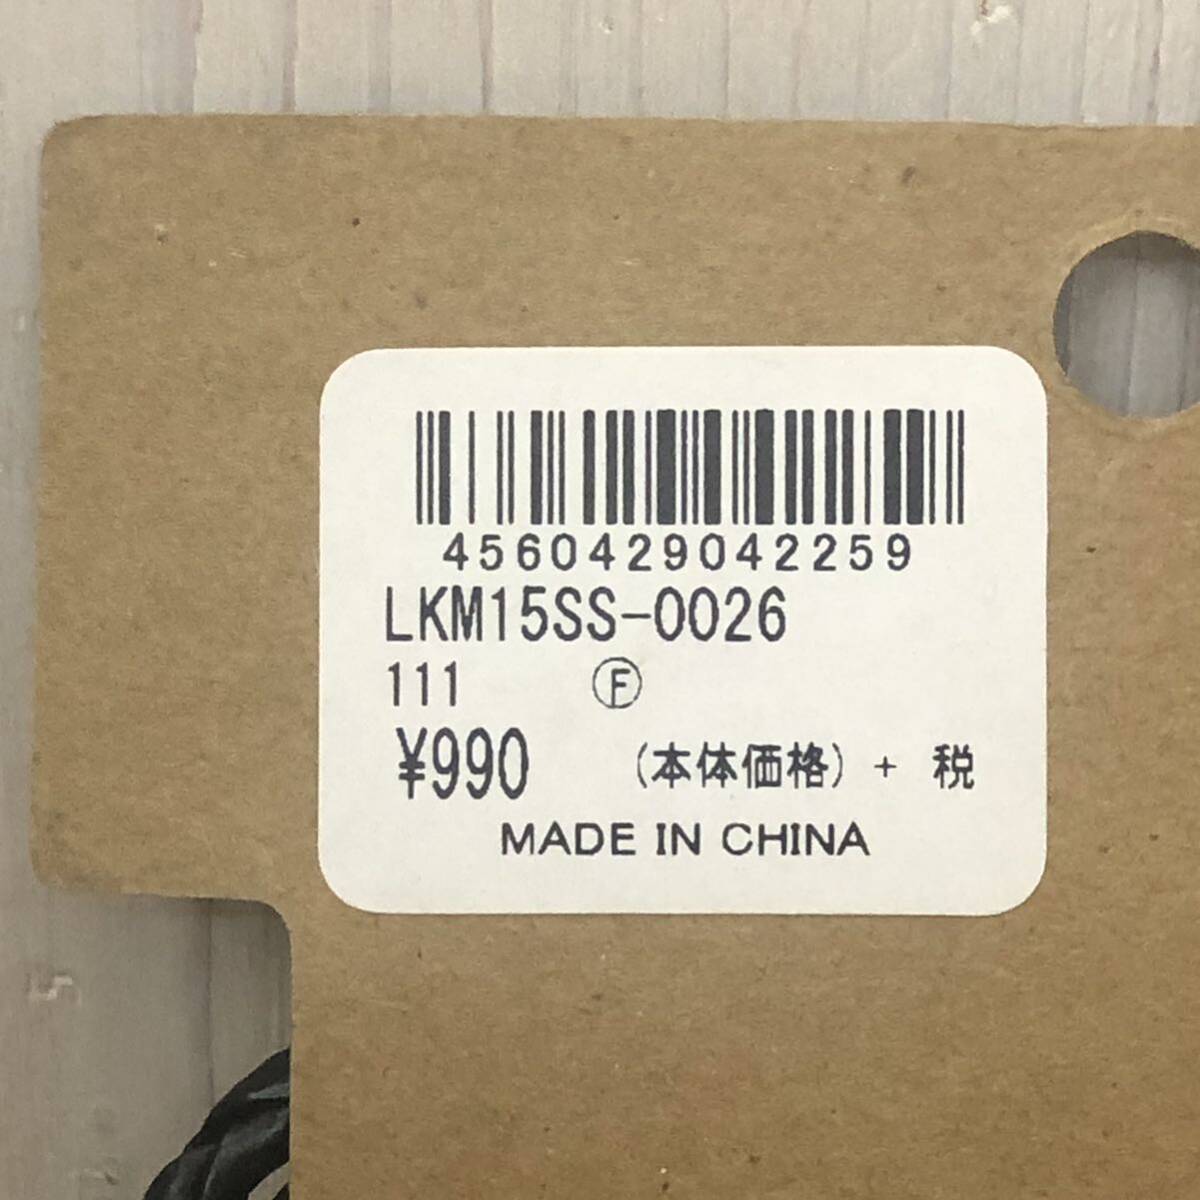 4560429042259
LKM15SS-0026
111 Ⓕ
¥990 (本体価格) + 税
MADE IN CHINA